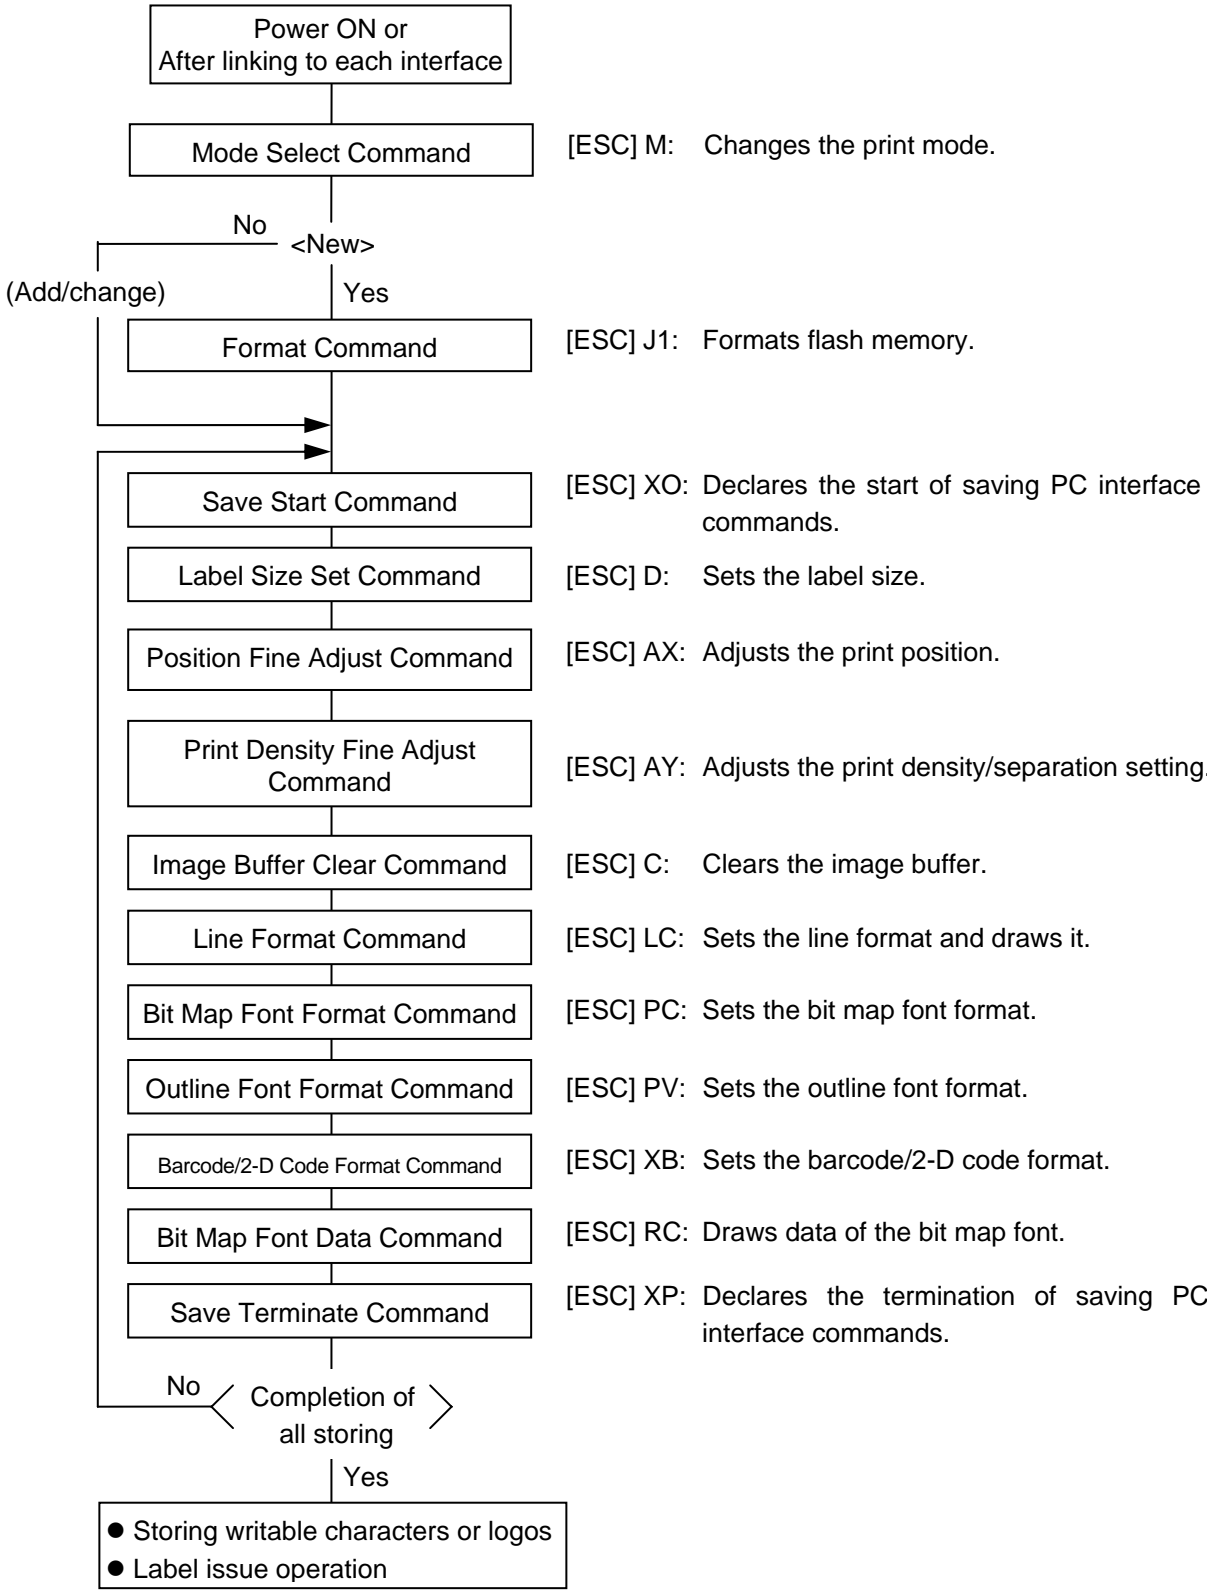 Power ON or
After linking to each interface
Mode Select Command
[ESC] M: Changes the print mode.
No
<New>
(Add/change)
Yes
Format Command
[ESC] J1: Formats flash memory.
Save Start Command
[ESC] XO: Declares the start of saving PC interface
commands.
Label Size Set Command
[ESC] D: Sets the label size.
Position Fine Adjust Command
[ESC] AX: Adjusts the print position.
Print Density Fine Adjust
Command
[ESC] AY: Adjusts the print density/separation setting.
Image Buffer Clear Command
[ESC] C: Clears the image buffer.
Line Format Command
[ESC] LC: Sets the line format and draws it.
Bit Map Font Format Command
[ESC] PC: Sets the bit map font format.
Outline Font Format Command
[ESC] PV: Sets the outline font format.
Barcode/2-D Code Format Command
[ESC] XB: Sets the barcode/2-D code format.
Bit Map Font Data Command
[ESC] RC: Draws data of the bit map font.
Save Terminate Command
[ESC] XP: Declares the termination of saving PC
interface commands.
No
Completion of
all storing
Yes
● Storing writable characters or logos
● Label issue operation